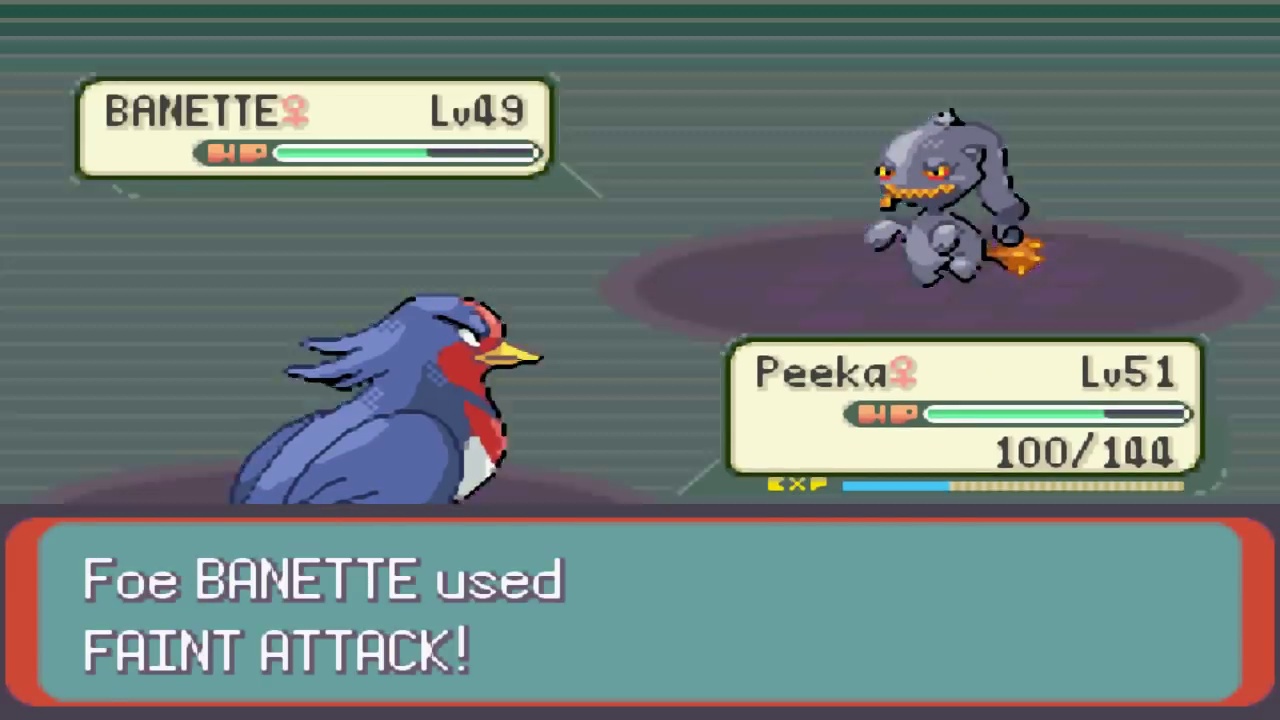 BANETTE♀ Lv49
HP
Peeka♀ Lv51
HP
100/144
EXP
Foe BANETTE used
FAINT ATTACK!